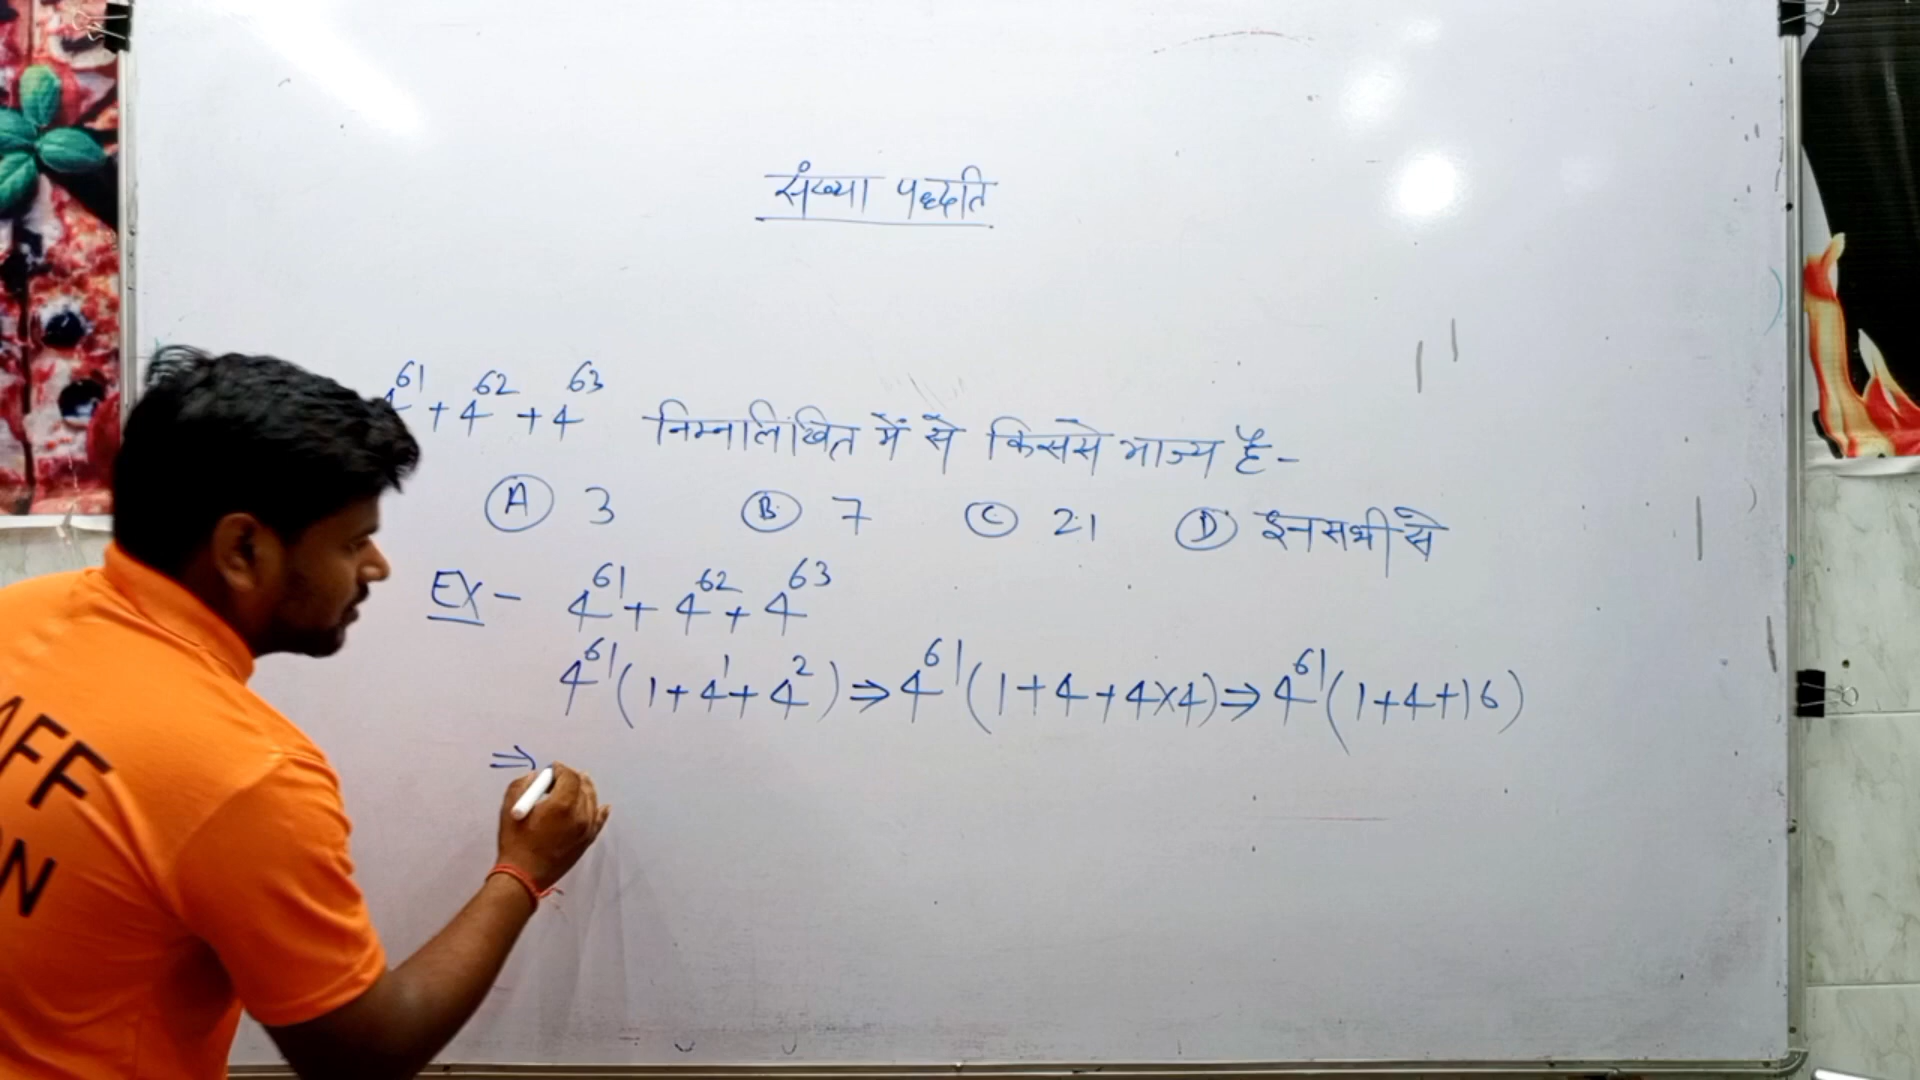 संख्या पद्धति
4^61 + 4^62 + 4^63 निम्नलिखित में से किससे भाज्य है-
(A) 3 (B) 7 (C) 21 (D) इनसभी से
EX - 4^61 + 4^62 + 4^63
4^61 (1+4^1+4^2) ⇒ 4^61 (1+4+4×4) ⇒ 4^61 (1+4+16)
⇒
AFF
ON